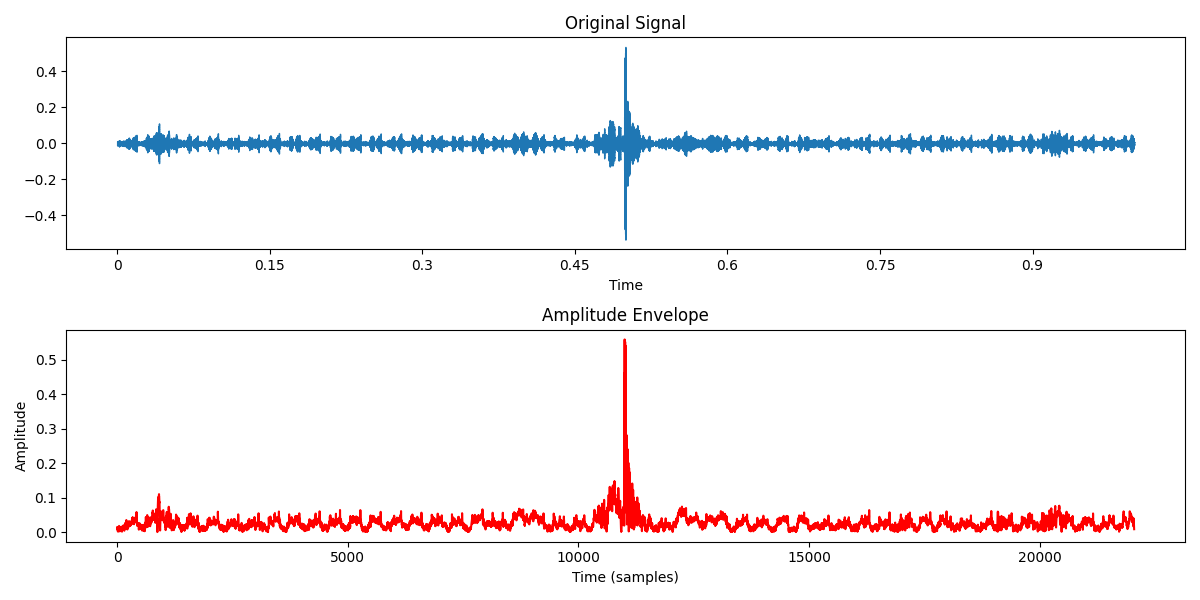 Original Signal
0.4
0.2
0.0
−0.2
−0.4
0 0.15 0.3 0.45 0.6 0.75 0.9
Time
Amplitude Envelope
Amplitude
0.5
0.4
0.3
0.2
0.1
0.0
0 5000 10000 15000 20000
Time (samples)